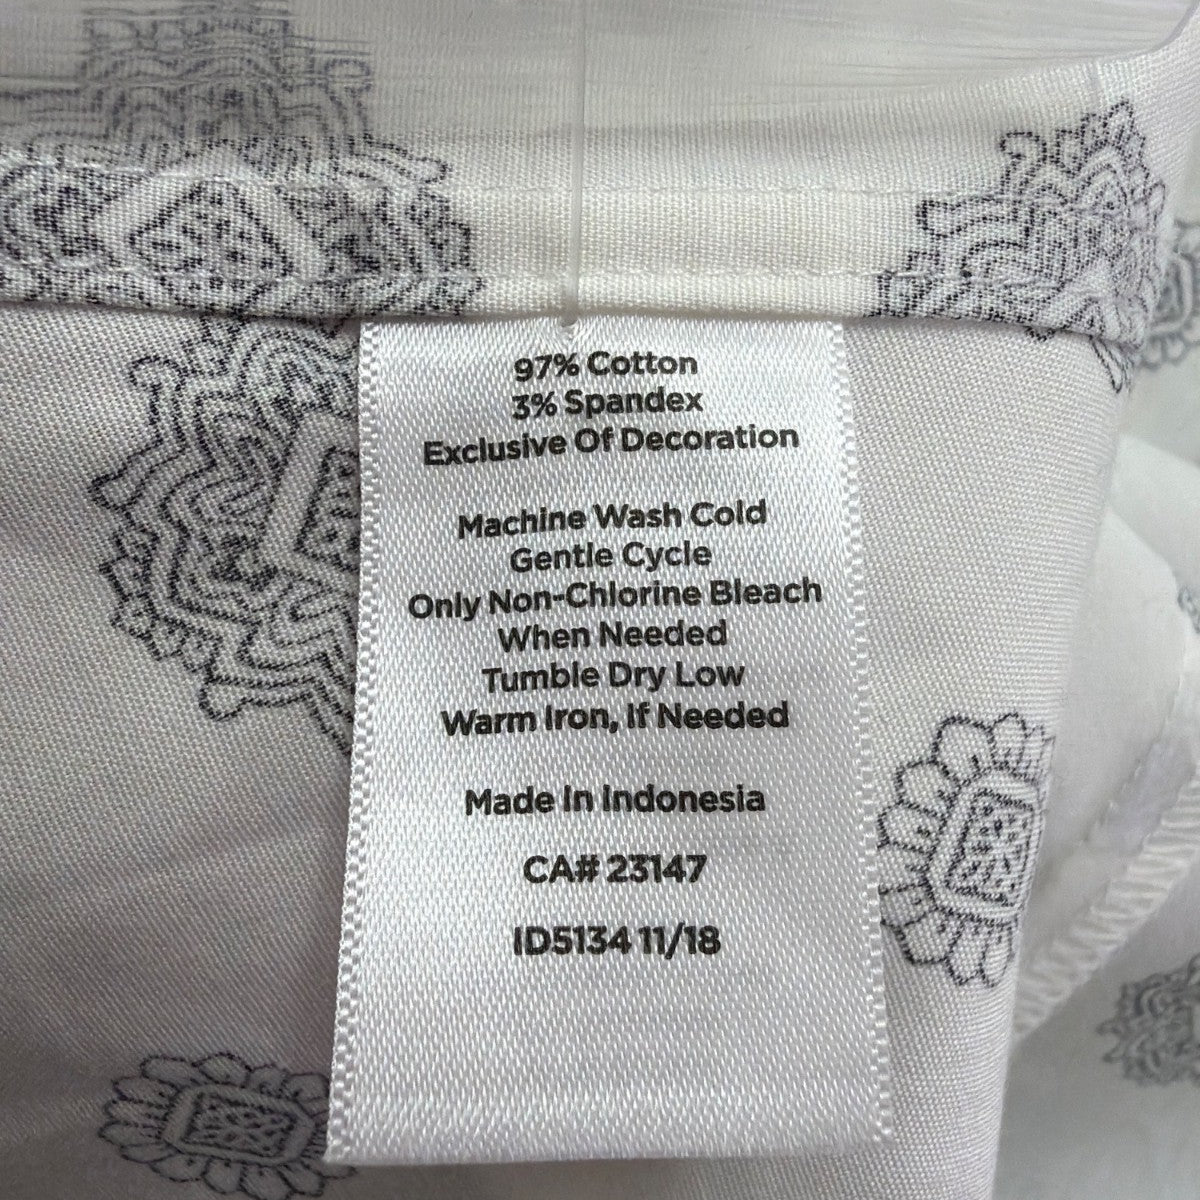 97% Cotton
3% Spandex
Exclusive Of Decoration
Machine Wash Cold
Gentle Cycle
Only Non-Chlorine Bleach
When Needed
Tumble Dry Low
Warm Iron, If Needed
Made In Indonesia
CA# 23147
ID5134 11/18